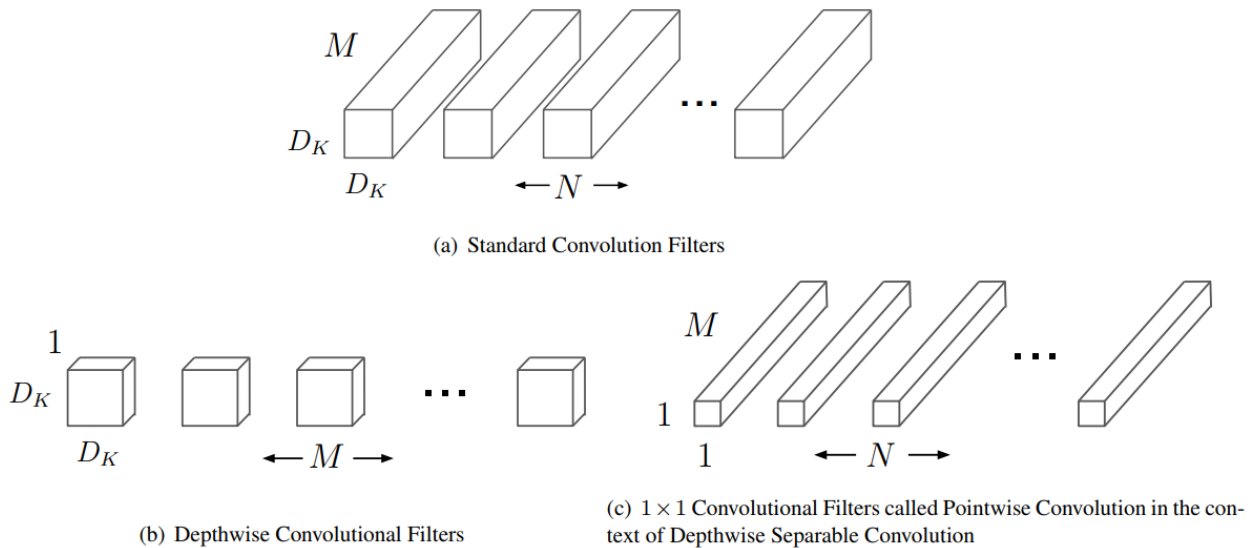 M
D_K
D_K
...
← N →
(a) Standard Convolution Filters
1
D_K
D_K
...
← M →
(b) Depthwise Convolutional Filters
M
1
1
...
← N →
(c) 1 × 1 Convolutional Filters called Pointwise Convolution in the con-
text of Depthwise Separable Convolution